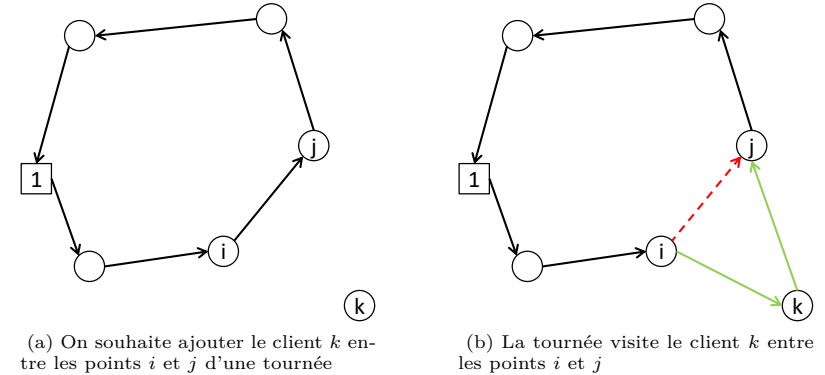 j
1
i
k
(a) On souhaite ajouter le client k en-
tre les points i et j d'une tournée
j
1
i
k
(b) La tournée visite le client k entre
les points i et j